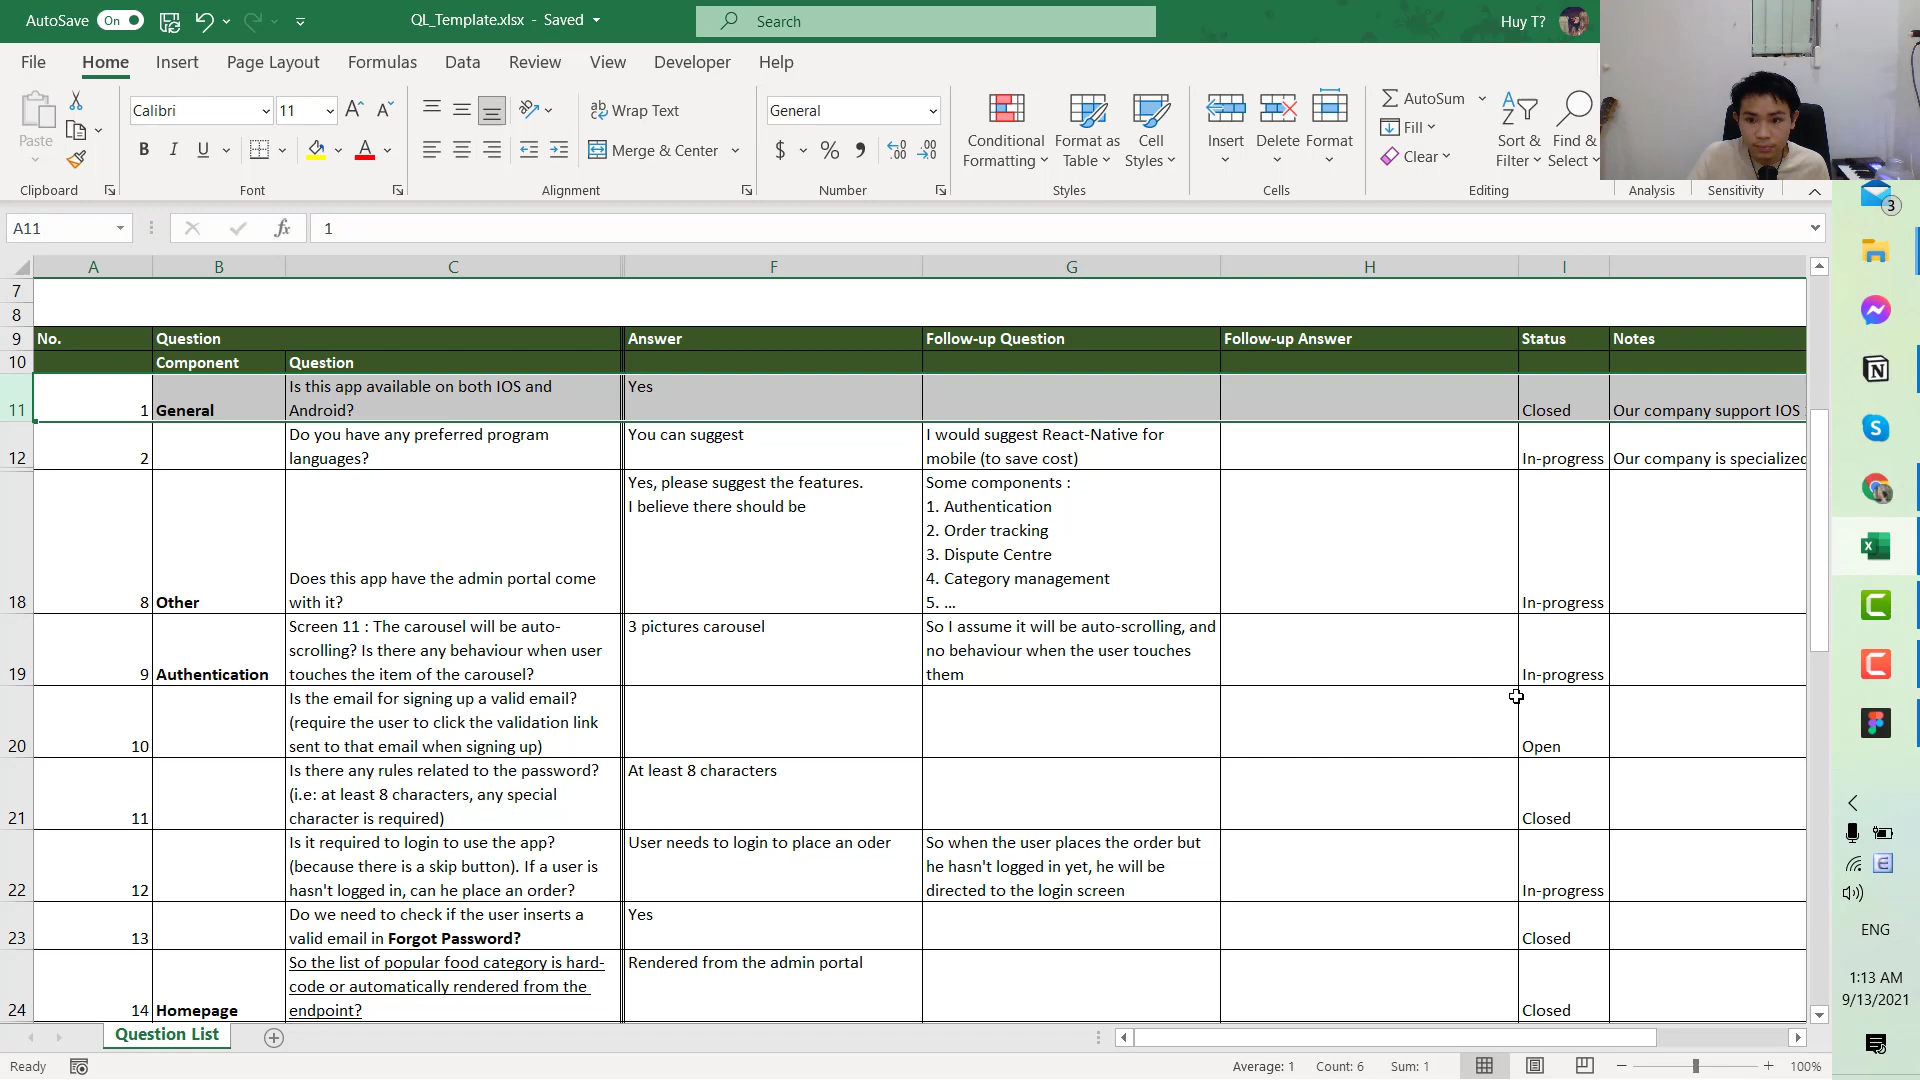 AutoSave On QL_Template.xlsx - Saved Search Huy T?
File Home Insert Page Layout Formulas Data Review View Developer Help
Calibri 11 Wrap Text General AutoSum
Paste Conditional Formatting Format as Table Cell Styles Insert Delete Format Fill Sort & Filter Find & Select
B I U Merge & Center $ % Clear
Clipboard Font Alignment Number Styles Cells Editing Analysis Sensitivity
A11 fx 1
3
A B C F G H I
7
8
9 No. Question Answer Follow-up Question Follow-up Answer Status Notes
10 Component Question
Is this app available on both IOS and Yes
11 1 General Android? Closed Our company support IOS
Do you have any preferred program You can suggest I would suggest React-Native for
12 2 languages? mobile (to save cost) In-progress Our company is specialized
Yes, please suggest the features. Some components :
I believe there should be 1. Authentication
2. Order tracking
3. Dispute Centre
Does this app have the admin portal come 4. Category management
18 8 Other with it? 5. ... In-progress
Screen 11 : The carousel will be auto- 3 pictures carousel So I assume it will be auto-scrolling, and
scrolling? Is there any behaviour when user no behaviour when the user touches
19 9 Authentication touches the item of the carousel? them In-progress
Is the email for signing up a valid email?
(require the user to click the validation link
20 10 sent to that email when signing up) Open
Is there any rules related to the password? At least 8 characters
(i.e: at least 8 characters, any special
21 11 character is required) Closed
Is it required to login to use the app? User needs to login to place an oder So when the user places the order but
(because there is a skip button). If a user is he hasn't logged in yet, he will be
22 12 hasn't logged in, can he place an order? directed to the login screen In-progress
Do we need to check if the user inserts a Yes
23 13 valid email in Forgot Password? Closed
So the list of popular food category is hard- Rendered from the admin portal
code or automatically rendered from the
24 14 Homepage endpoint? Closed
ENG
1:13 AM
9/13/2021
Question List
Ready Average: 1 Count: 6 Sum: 1 100%